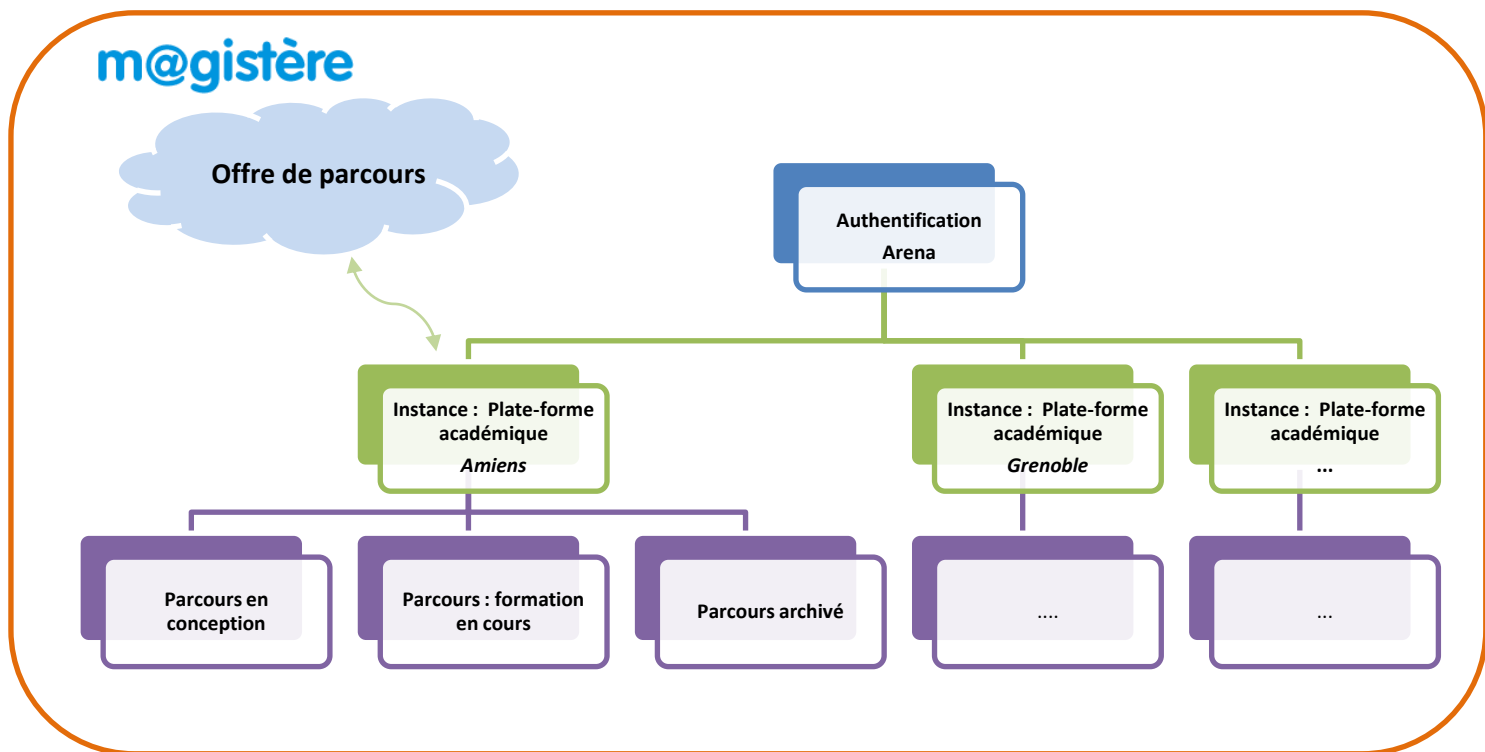 m@gistère
Offre de parcours
Authentification
Arena
Instance : Plate-forme
académique
Amiens
Instance : Plate-forme
académique
Grenoble
Instance : Plate-forme
académique
...
Parcours en
conception
Parcours : formation
en cours
Parcours archivé
....
...